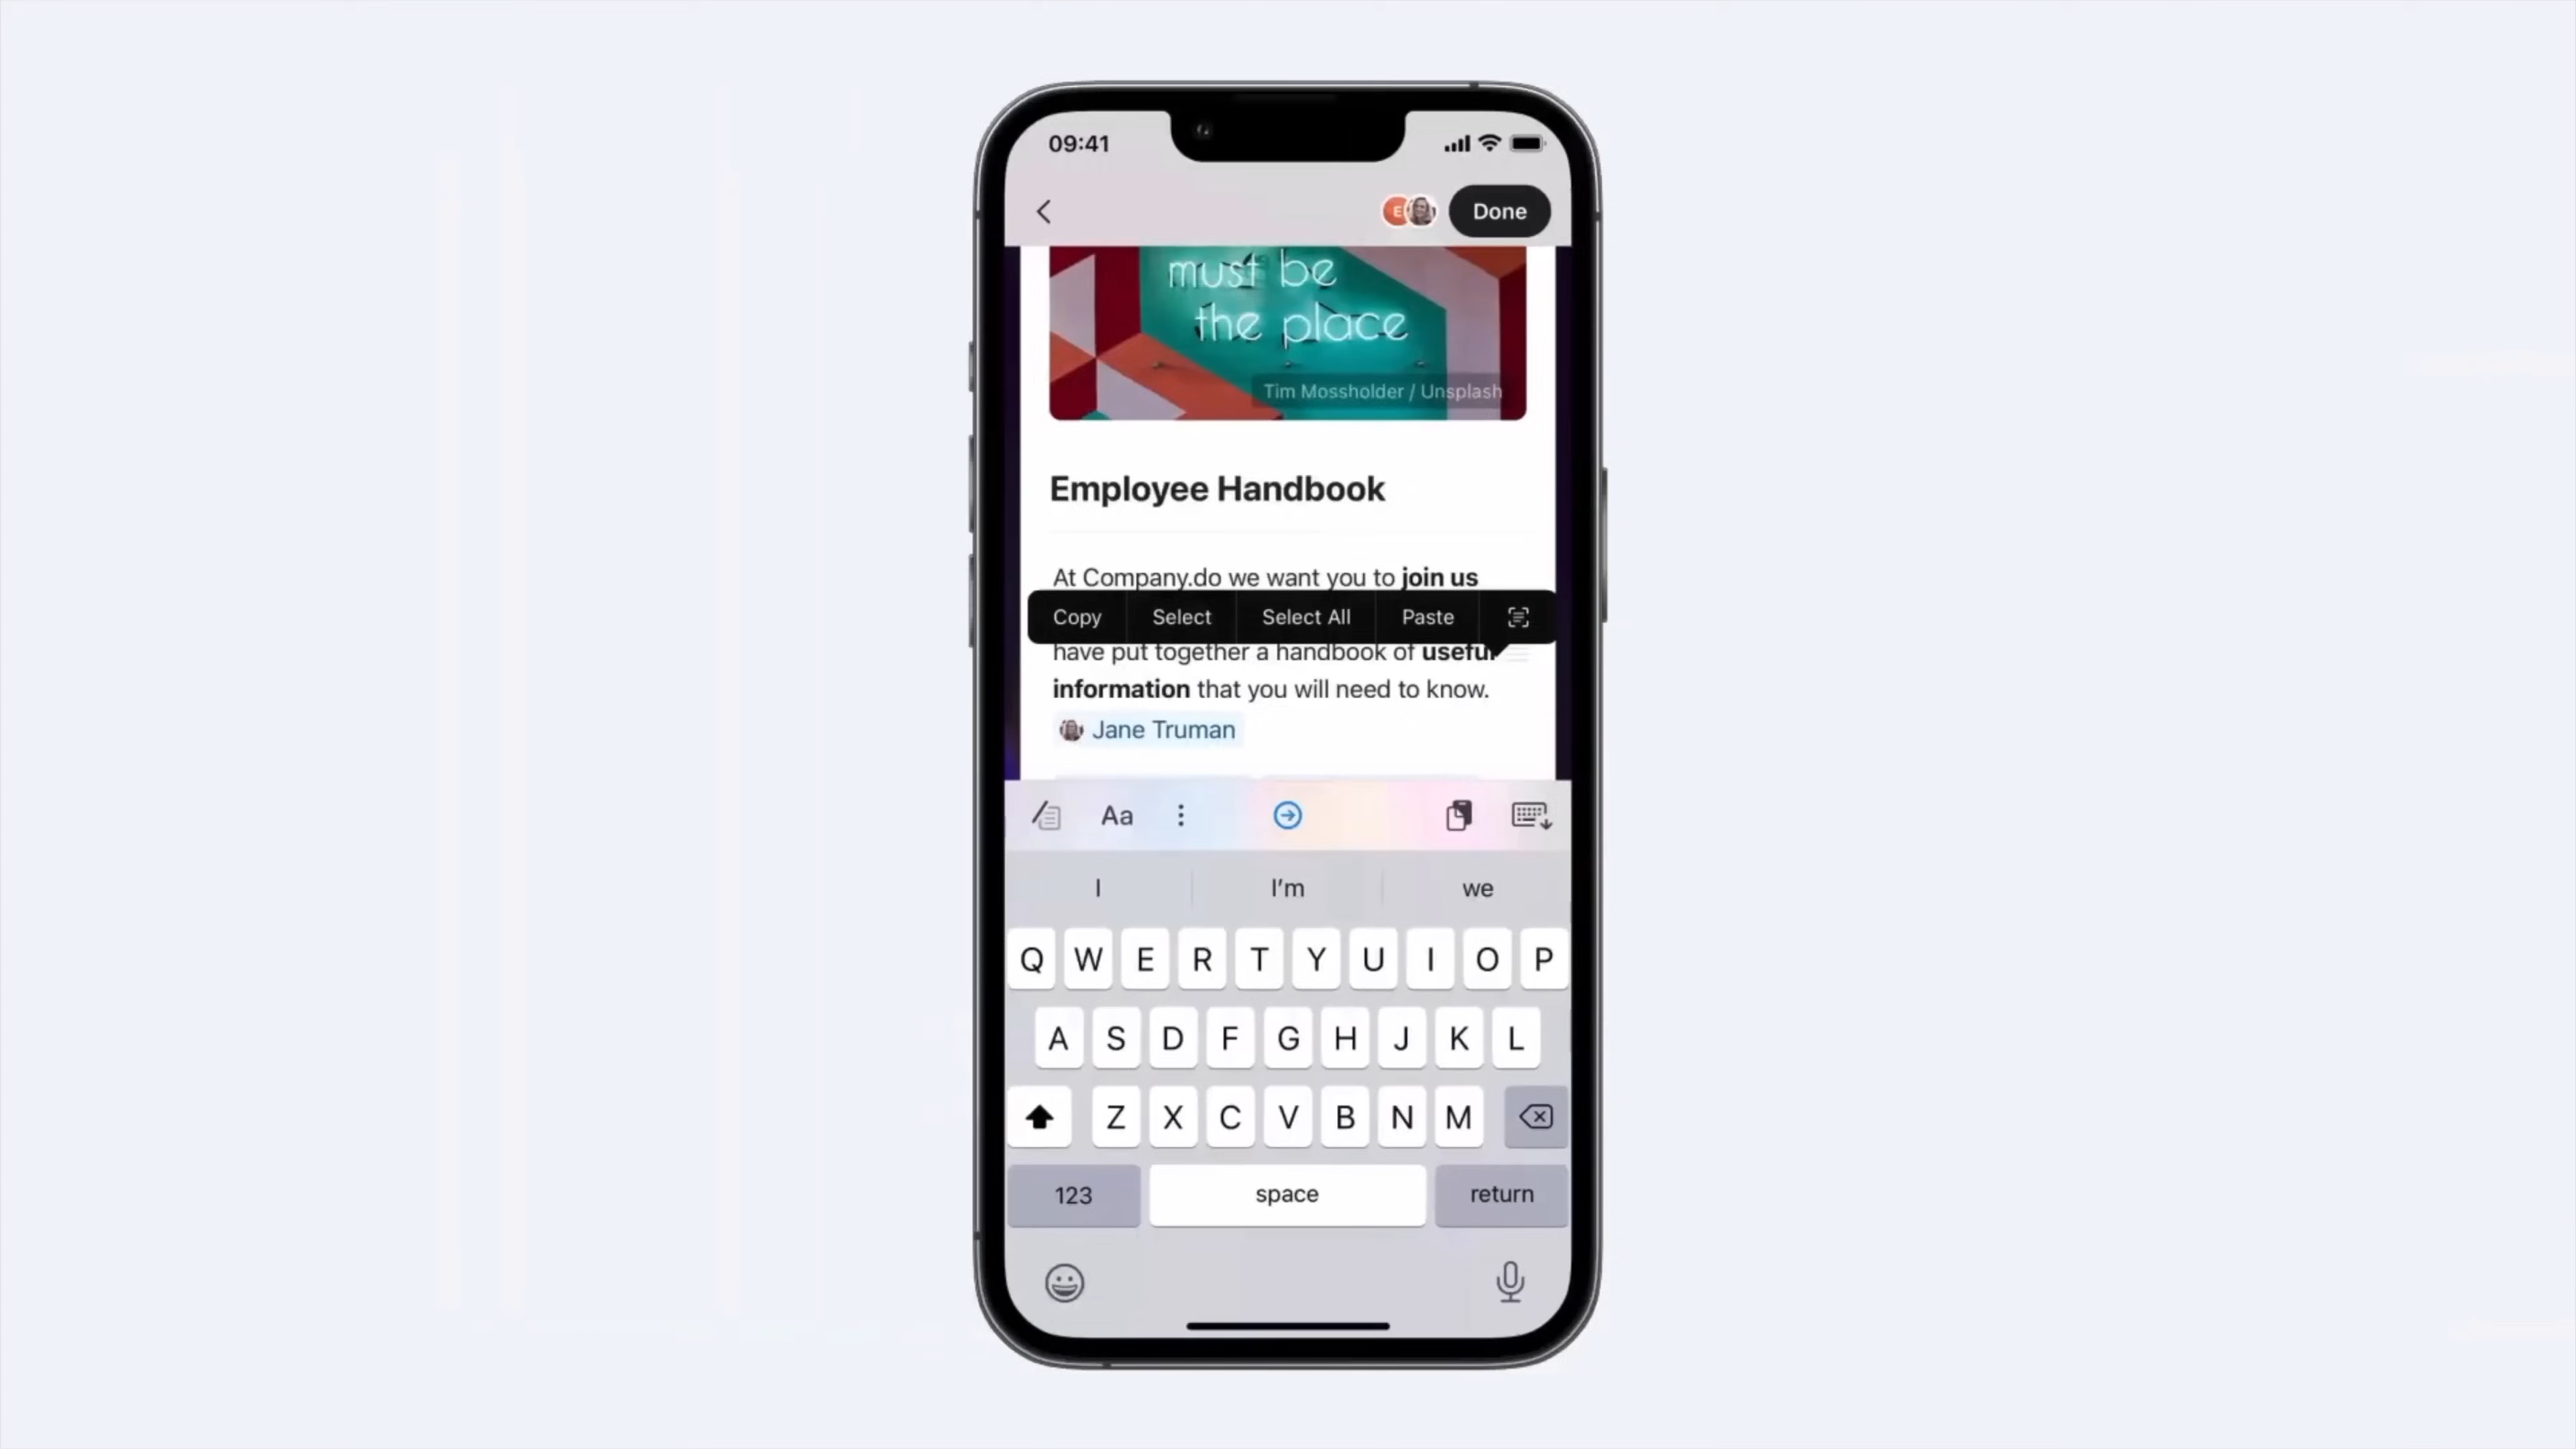 09:41
E
Done
must be
the place
Tim Mossholder / Unsplash
Employee Handbook
At Company.do we want you to join us
Copy Select Select All Paste
have put together a handbook of useful
information that you will need to know.
Jane Truman
Aa
I I'm we
Q W E R T Y U I O P
A S D F G H J K L
Z X C V B N M
123 space return